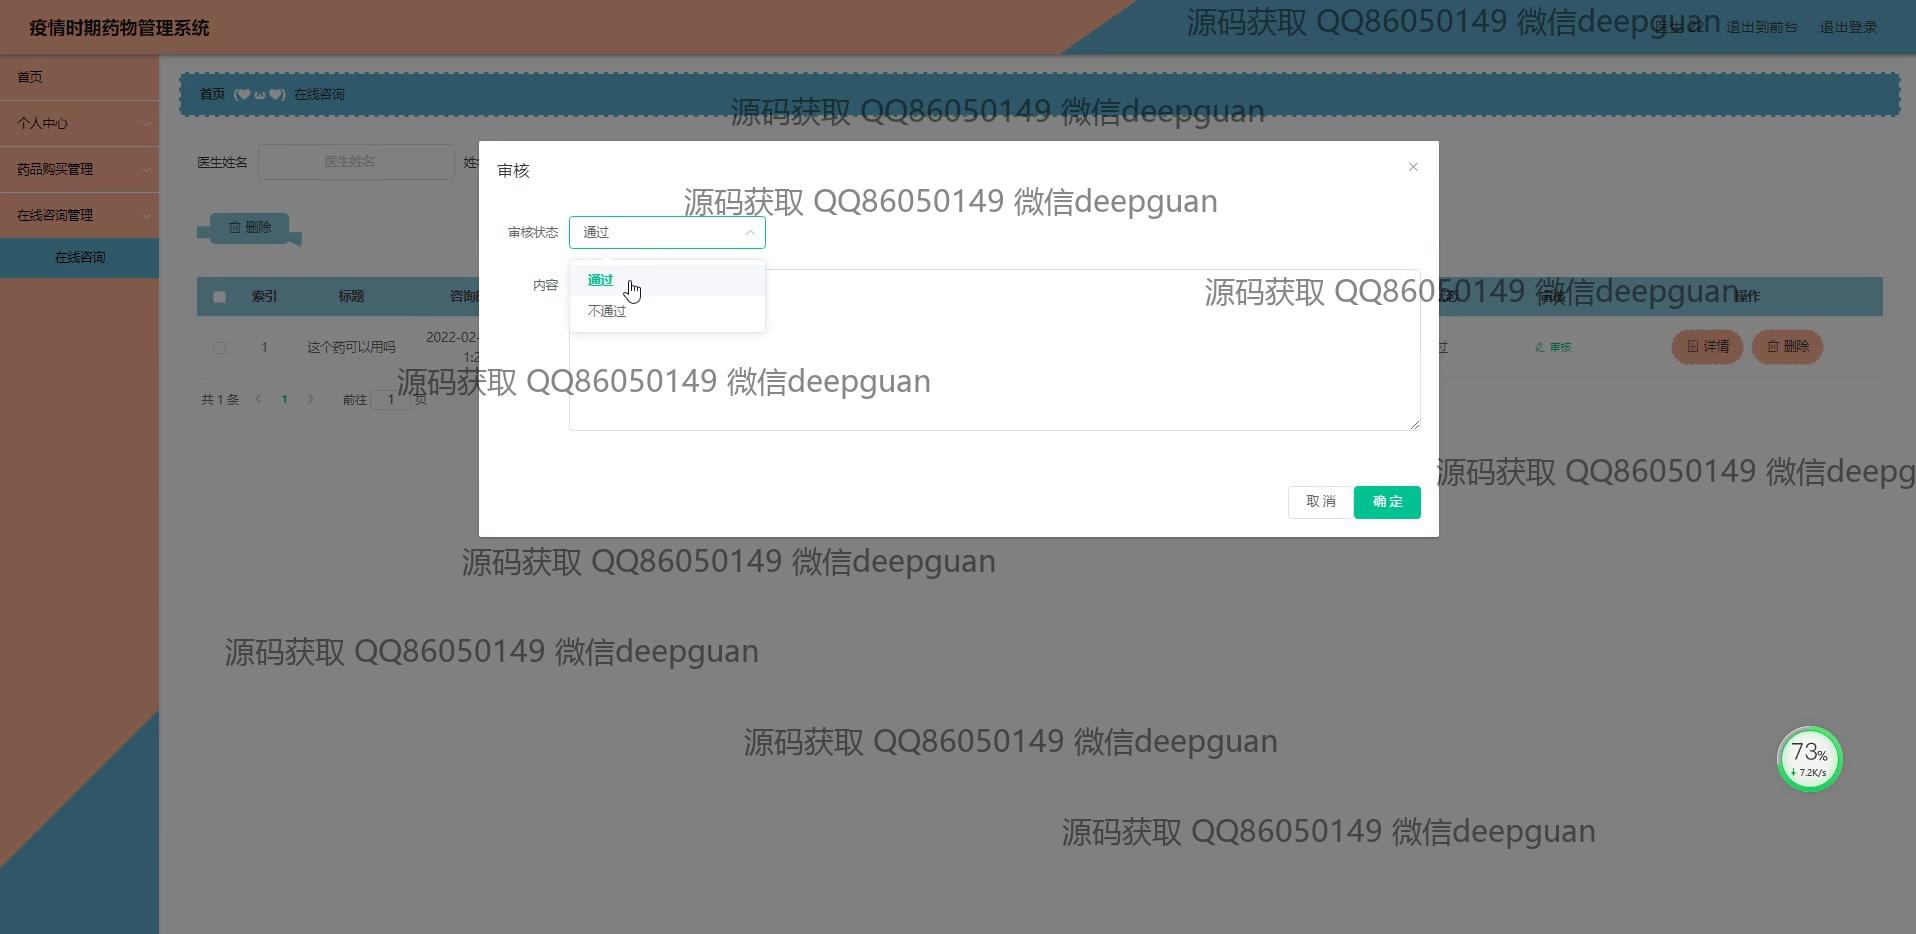 疫情时期药物管理系统
源码获取 QQ86050149 微信deepguan
退出到前台
退出登录
首页
个人中心
药品购买管理
在线咨询管理
在线咨询
首页 (♥ω♥) 在线咨询
源码获取 QQ86050149 微信deepguan
医生姓名
医生姓名
删除
索引 标题
操作
1 这个药可以用吗 2022-02-
审核
详情
删除
共 1 条
1
前往 1 页
审核
×
源码获取 QQ86050149 微信deepguan
审核状态
通过
内容
通过
不通过
源码获取 QQ86050149 微信deepguan
源码获取 QQ86050149 微信deepguan
取消
确定
源码获取 QQ86050149 微信deepg
源码获取 QQ86050149 微信deepguan
源码获取 QQ86050149 微信deepguan
源码获取 QQ86050149 微信deepguan
73%
7.2K/s
源码获取 QQ86050149 微信deepguan